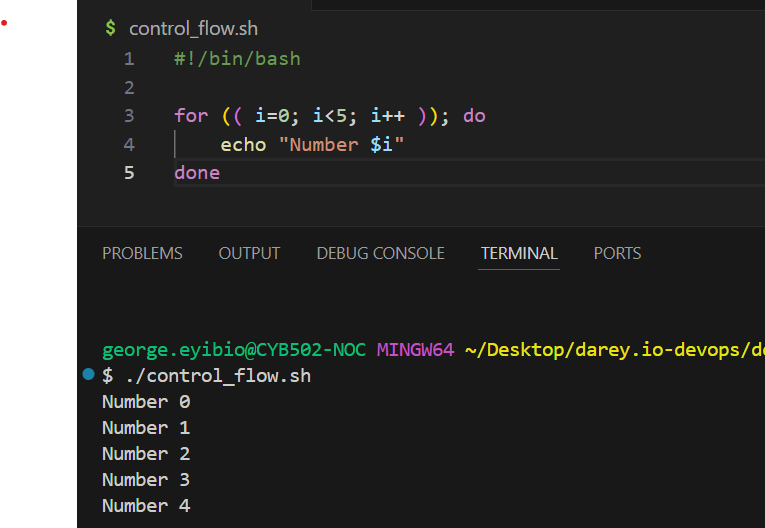 $ control_flow.sh
1 #!/bin/bash
2
3 for (( i=0; i<5; i++ )); do
4 echo "Number $i"
5 done
PROBLEMS OUTPUT DEBUG CONSOLE TERMINAL PORTS
george.eyibio@CYB502-NOC MINGW64 ~/Desktop/darey.io-devops/d
$ ./control_flow.sh
Number 0
Number 1
Number 2
Number 3
Number 4